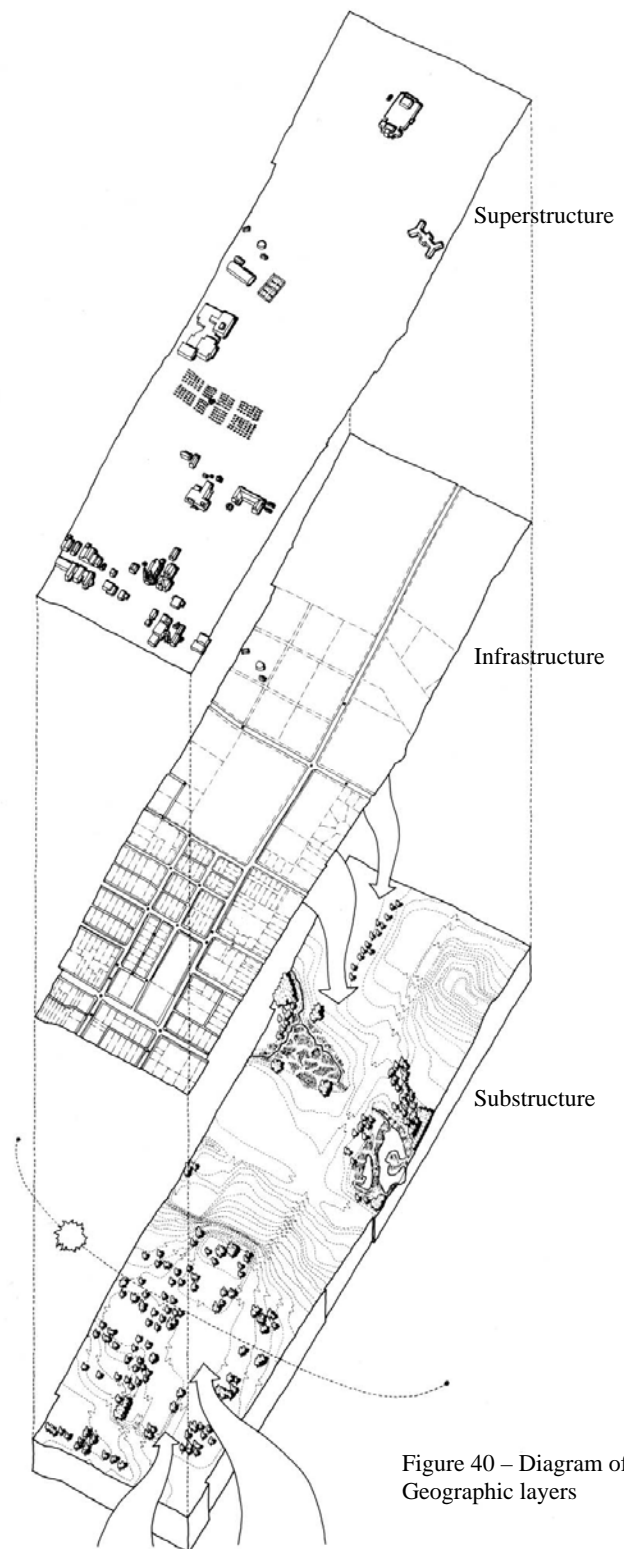 Superstructure
Infrastructure
Substructure
Figure 40 – Diagram of
Geographic layers